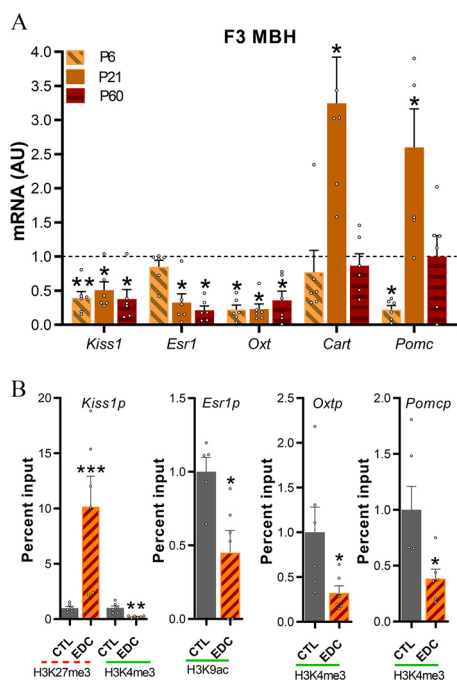 A
F3 MBH
P6
P21
P60
mRNA (AU)
4.0
3.5
3.0
2.5
2.0
1.5
1.0
0.5
0.0
*
*
** * *
* *
* * *
*
Kiss1 Esr1 Oxt Cart Pomc
B
Kiss1p
Percent input
20
15
10
5
0
***
**
CTL EDC CTL EDC
H3K27me3 H3K4me3
Esr1p
Percent input
1.5
1.0
0.5
0.0
*
CTL EDC
H3K9ac
Oxtp
Percent input
2.5
2.0
1.5
1.0
0.5
0.0
*
CTL EDC
H3K4me3
Pomcp
Percent input
2.0
1.5
1.0
0.5
0.0
*
CTL EDC
H3K4me3